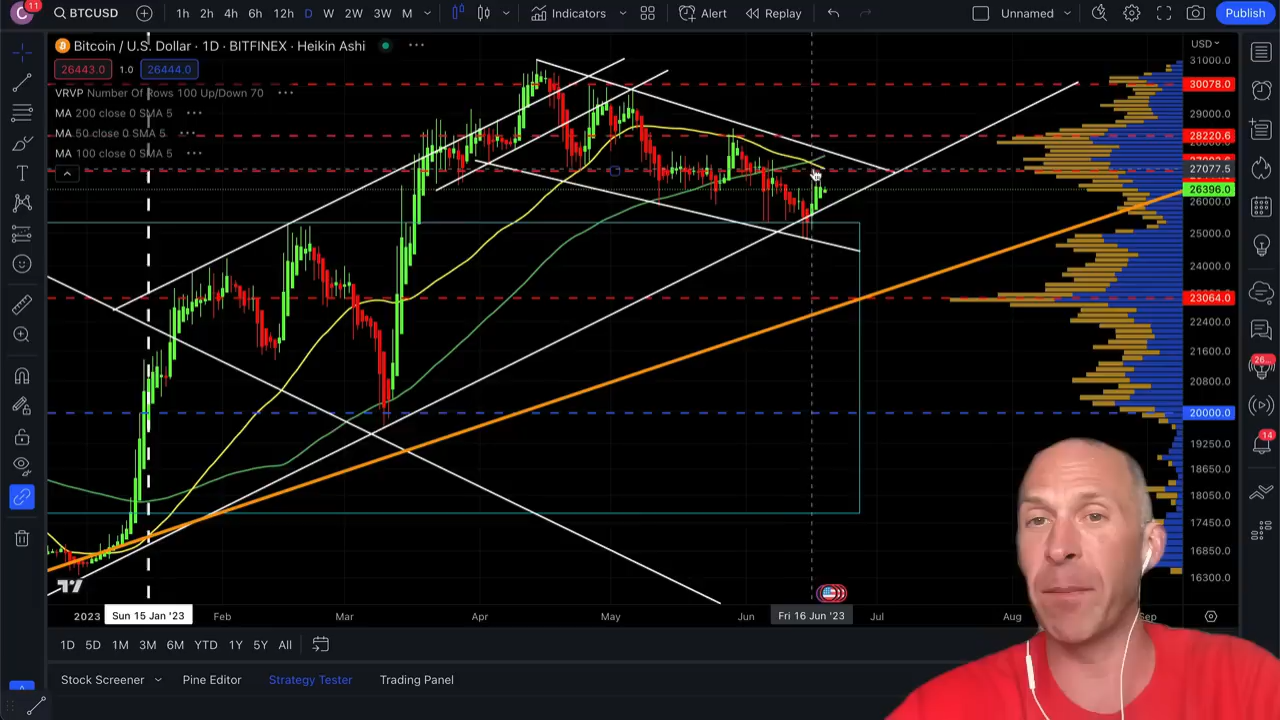 C 11 BTCUSD 1h 2h 4h 6h 12h D W 2W 3W M Indicators Alert Replay Unnamed Publish
Bitcoin / U.S. Dollar · 1D · BITFINEX · Heikin Ashi
USD
26443.0 1.0 26444.0
VRVP Number Of Rows 100 Up/Down 70
MA 200 close 0 SMA 5
MA 50 close 0 SMA 5
MA 100 close 0 SMA 5
31000.0
30078.0
29000.0
28220.6
27077.5
26396.0
26000.0
25000.0
24000.0
23064.0
22400.0
21600.0
20800.0
20000.0
19250.0
18650.0
18050.0
17450.0
16850.0
16300.0
26...
14
2023 Sun 15 Jan '23 Feb Mar Apr May Jun Fri 16 Jun '23 Jul Aug Sep
1D 5D 1M 3M 6M YTD 1Y 5Y All
Stock Screener Pine Editor Strategy Tester Trading Panel